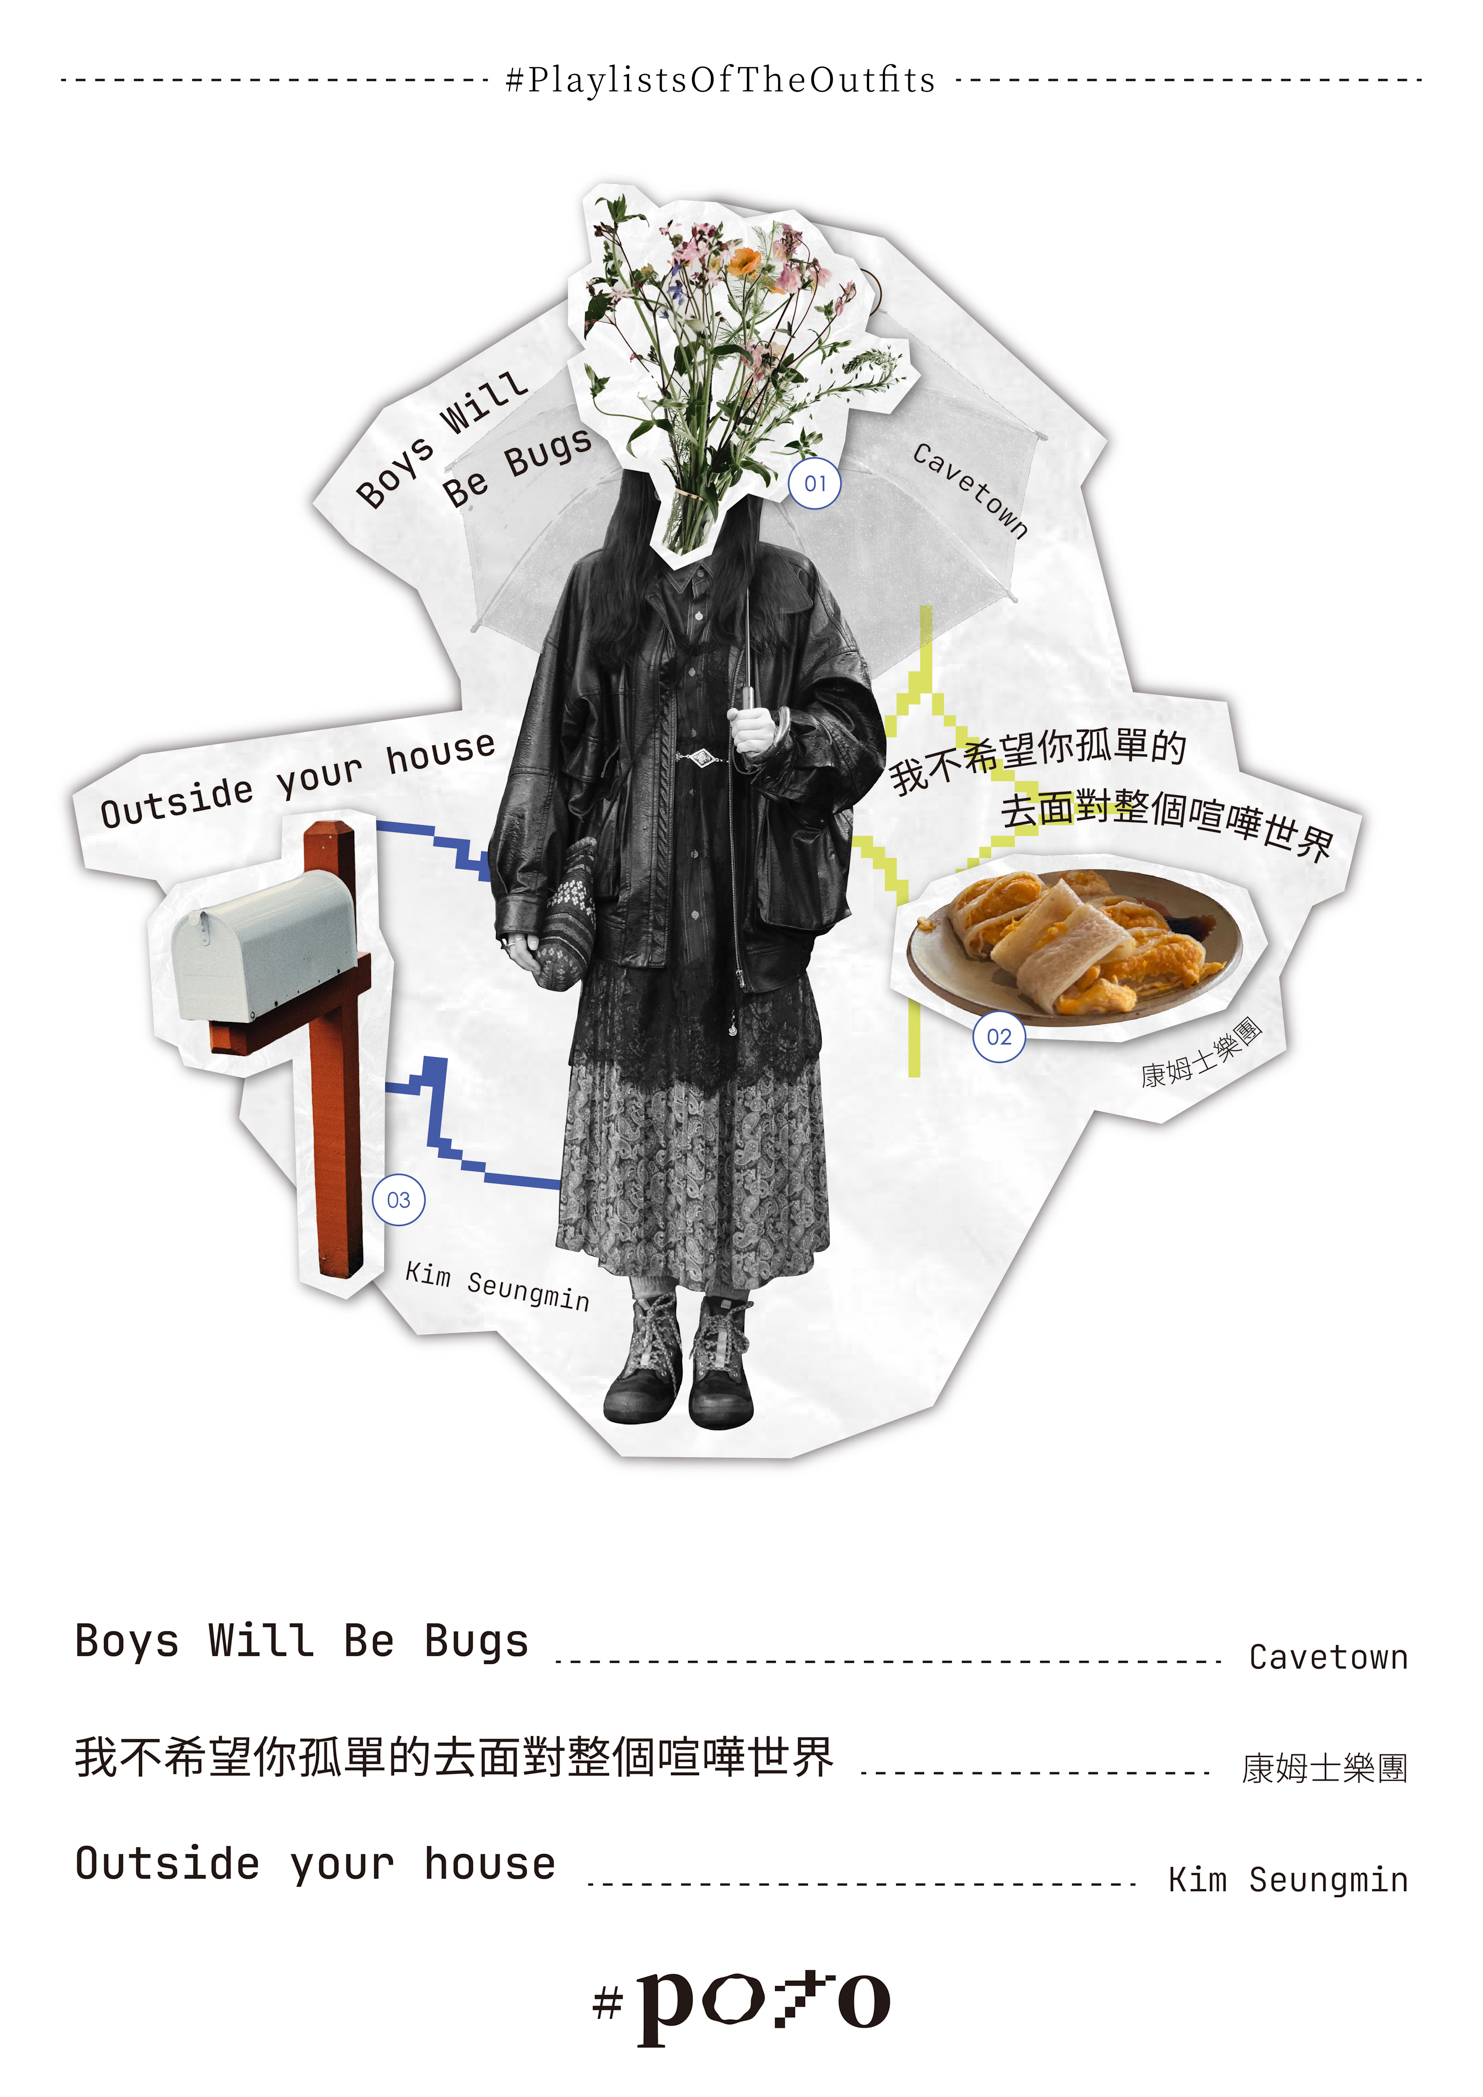 #PlaylistsOfTheOutfits
Boys Will
Be Bugs
01
Cavetown
我不希望你孤單的
去面對整個喧嘩世界
02
康姆士樂團
Outside your house
03
Kim Seungmin
Boys Will Be Bugs
Cavetown
我不希望你孤單的去面對整個喧嘩世界
康姆士樂團
Outside your house
Kim Seungmin
#poto